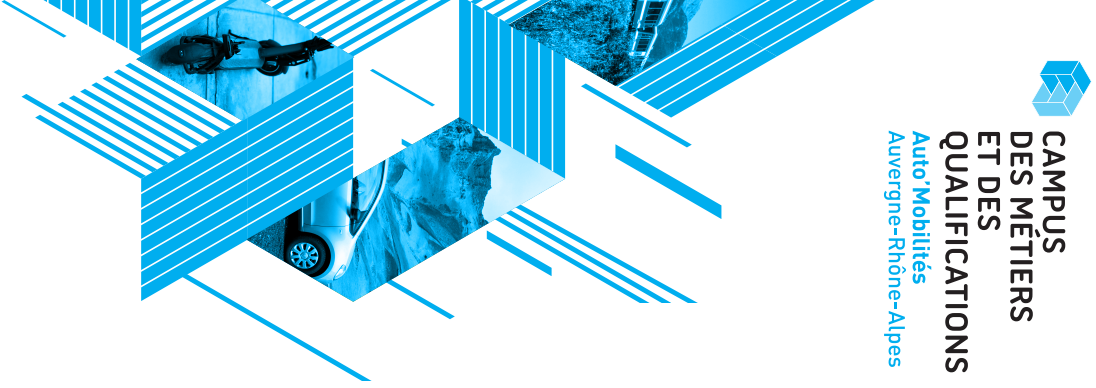 CAMPUS
DES MÉTIERS
ET DES
QUALIFICATIONS
Auto'Mobilités
Auvergne-Rhône-Alpes